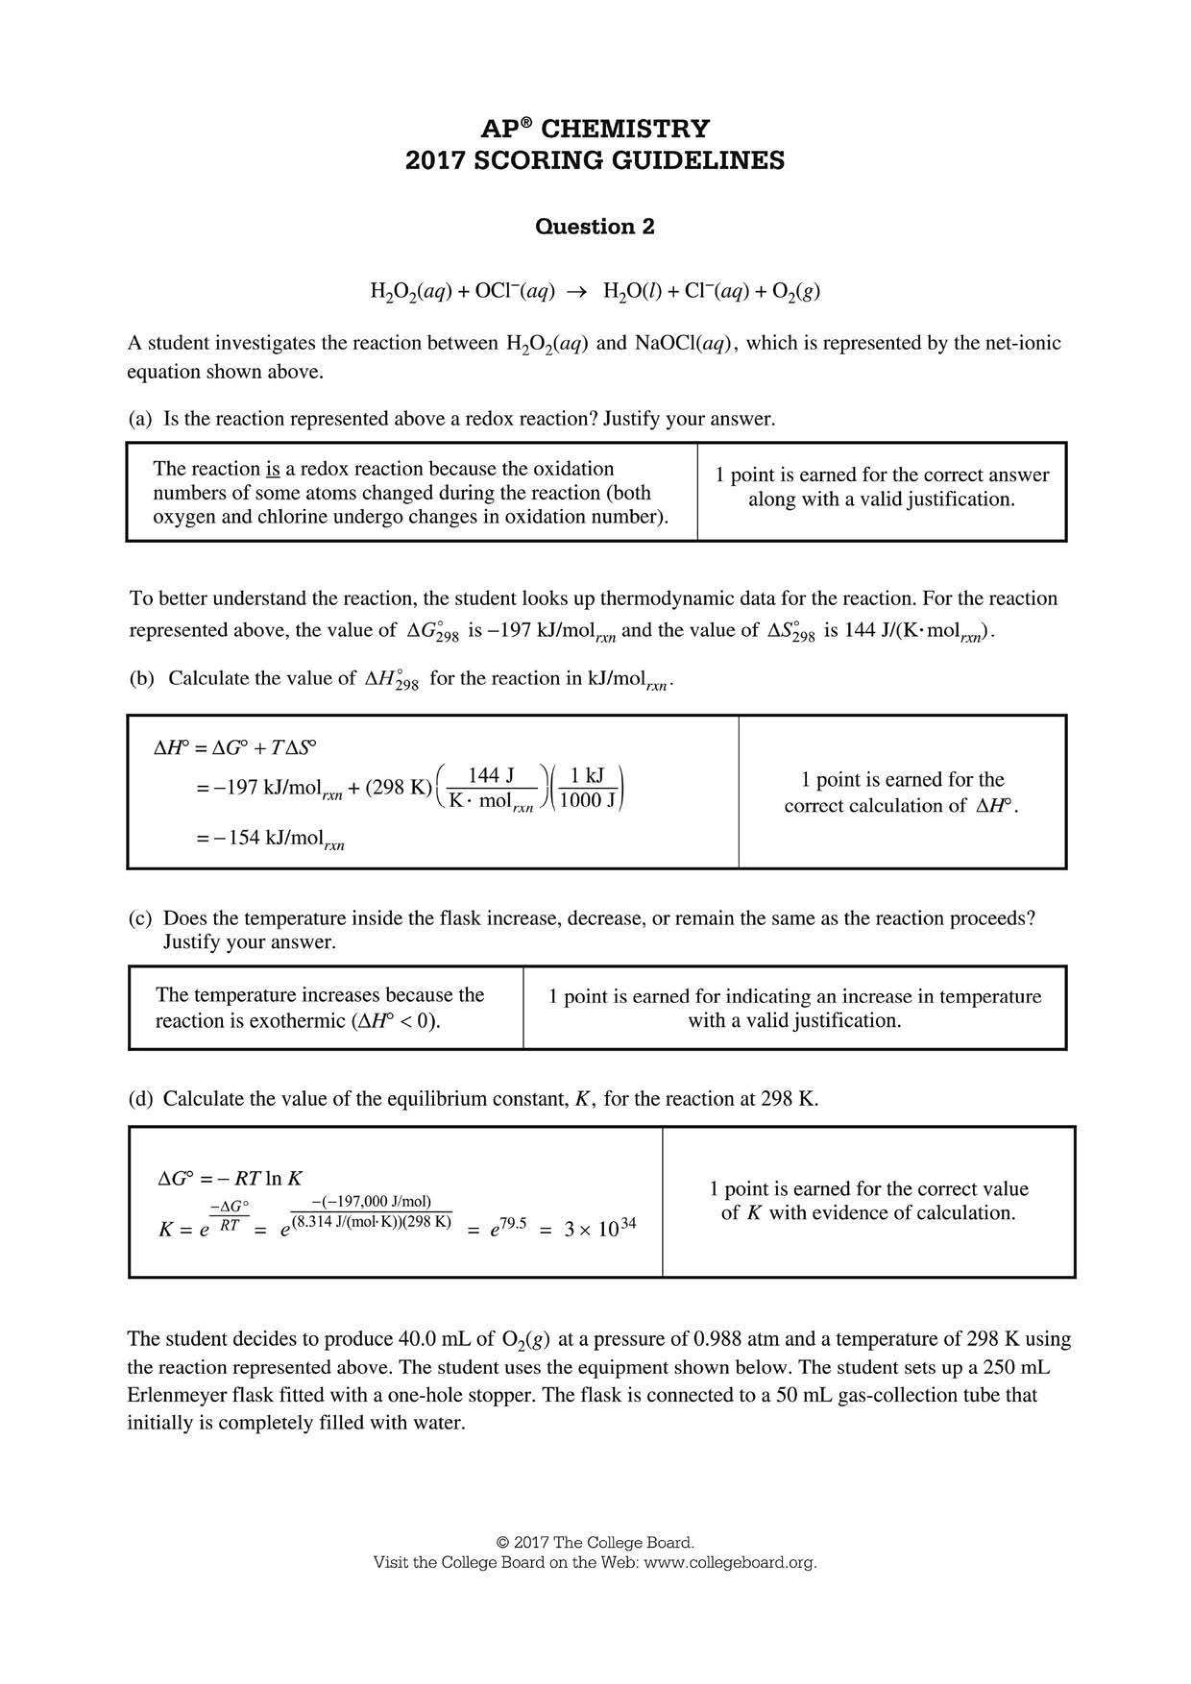 AP® CHEMISTRY
2017 SCORING GUIDELINES
Question 2
H₂O₂(aq) + OCl⁻(aq) → H₂O(l) + Cl⁻(aq) + O₂(g)
A student investigates the reaction between H₂O₂(aq) and NaOCl(aq), which is represented by the net-ionic
equation shown above.
(a) Is the reaction represented above a redox reaction? Justify your answer.
The reaction is a redox reaction because the oxidation
numbers of some atoms changed during the reaction (both
oxygen and chlorine undergo changes in oxidation number).
1 point is earned for the correct answer
along with a valid justification.
To better understand the reaction, the student looks up thermodynamic data for the reaction. For the reaction
represented above, the value of ΔG°₂₉₈ is −197 kJ/mol_rxn and the value of ΔS°₂₉₈ is 144 J/(K·mol_rxn).
(b) Calculate the value of ΔH°₂₉₈ for the reaction in kJ/mol_rxn.
ΔH° = ΔG° + TΔS°
= −197 kJ/mol_rxn + (298 K)(144 J / K· mol_rxn)(1 kJ / 1000 J)
= −154 kJ/mol_rxn
1 point is earned for the
correct calculation of ΔH°.
(c) Does the temperature inside the flask increase, decrease, or remain the same as the reaction proceeds?
Justify your answer.
The temperature increases because the
reaction is exothermic (ΔH° < 0).
1 point is earned for indicating an increase in temperature
with a valid justification.
(d) Calculate the value of the equilibrium constant, K, for the reaction at 298 K.
ΔG° = − RT ln K
K = e^(−ΔG° / RT) = e^(−(−197,000 J/mol) / (8.314 J/(mol·K))(298 K)) = e^79.5 = 3 × 10³⁴
1 point is earned for the correct value
of K with evidence of calculation.
The student decides to produce 40.0 mL of O₂(g) at a pressure of 0.988 atm and a temperature of 298 K using
the reaction represented above. The student uses the equipment shown below. The student sets up a 250 mL
Erlenmeyer flask fitted with a one-hole stopper. The flask is connected to a 50 mL gas-collection tube that
initially is completely filled with water.
© 2017 The College Board.
Visit the College Board on the Web: www.collegeboard.org.